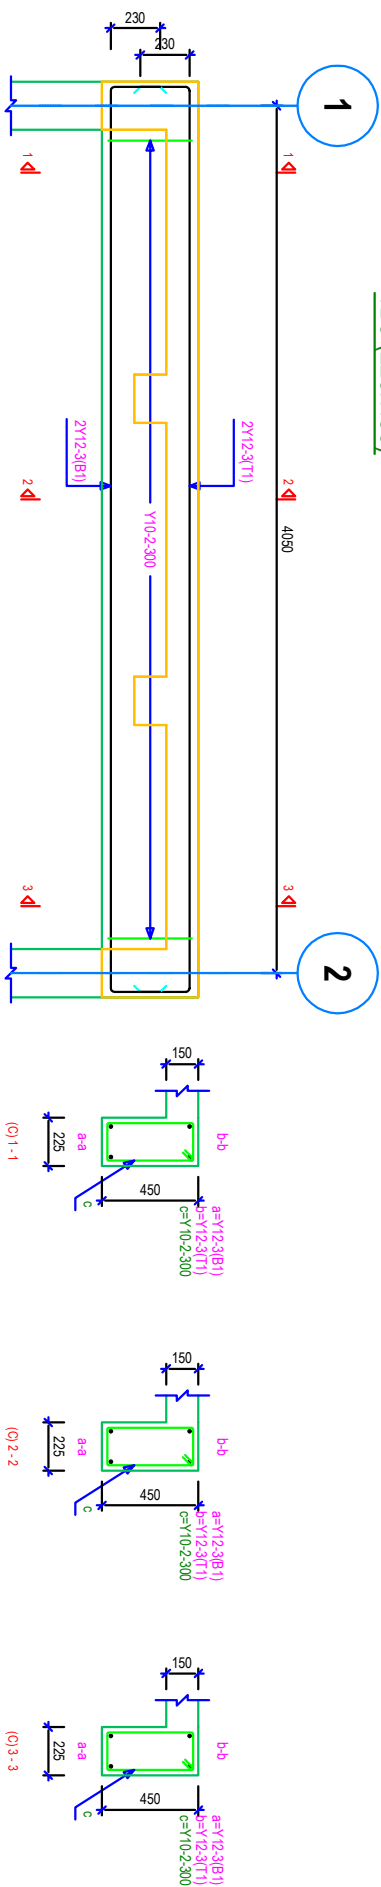 1
2
4050
230
230
1
2
3
1
2
3
2Y12-3(T1)
2Y12-3(B1)
Y10-2-300
150
b-b
a-a
225
450
c
a=Y12-3(B1)
b=Y12-3(T1)
c=Y10-2-300
(C) 1 - 1
150
b-b
a-a
225
450
c
a=Y12-3(B1)
b=Y12-3(T1)
c=Y10-2-300
(C) 2 - 2
150
b-b
a-a
225
450
c
a=Y12-3(B1)
b=Y12-3(T1)
c=Y10-2-300
(C) 3 - 3